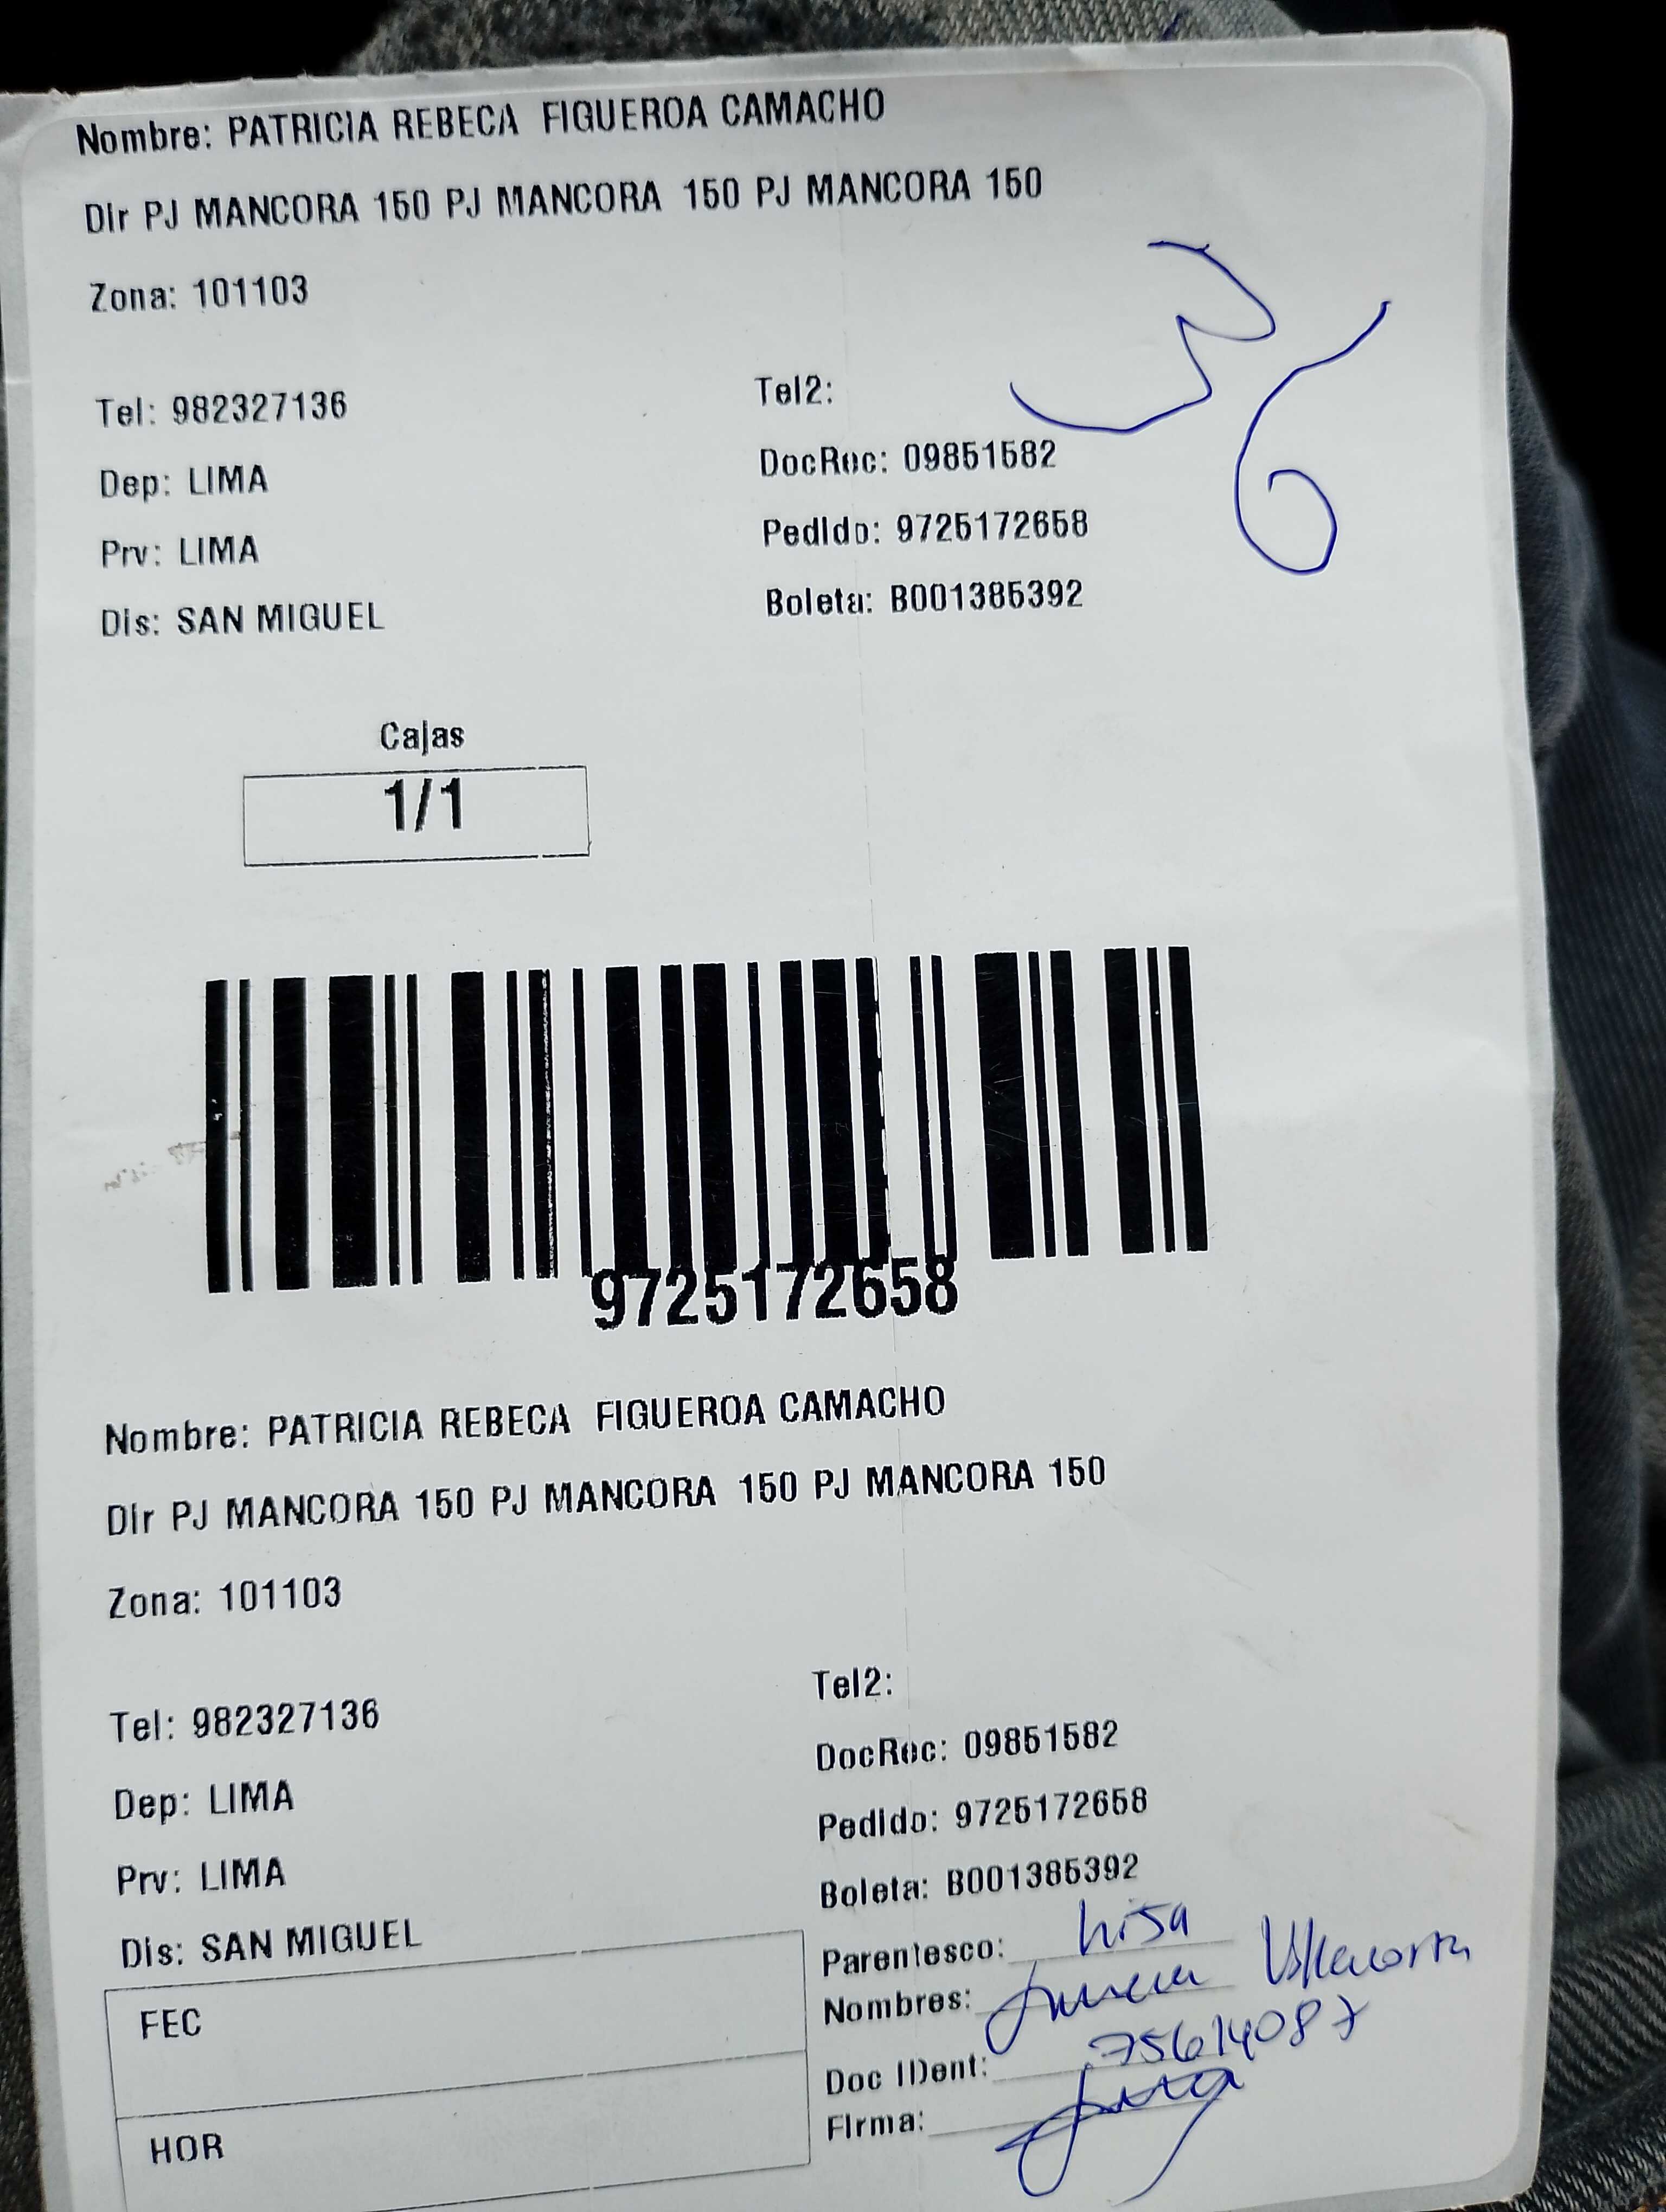 Nombre: PATRICIA REBECA FIGUEROA CAMACHO
Dir PJ MANCORA 150 PJ MANCORA 150 PJ MANCORA 150
Zona: 101103
36
Tel: 982327136 Tel2:
Dep: LIMA DocRec: 09851582
Prv: LIMA Pedido: 9725172658
Dis: SAN MIGUEL Boleta: B001385392
Cajas
1/1
9725172658
Nombre: PATRICIA REBECA FIGUEROA CAMACHO
Dir PJ MANCORA 150 PJ MANCORA 150 PJ MANCORA 150
Zona: 101103
Tel: 982327136 Tel2:
Dep: LIMA DocRec: 09851582
Prv: LIMA Pedido: 9725172658
Dis: SAN MIGUEL Boleta: B001385392
Parentesco: hija
FEC Nombres: Villacorta
Doc IDent: 75614087
HOR Firma: